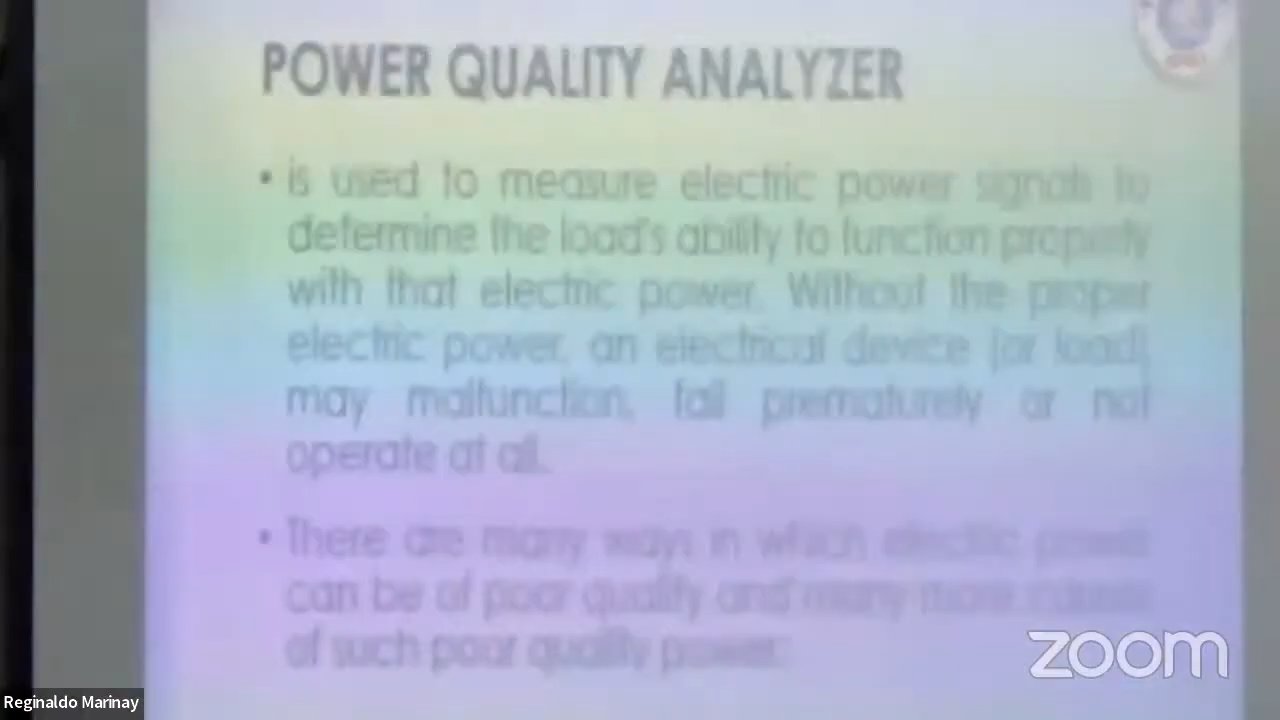 POWER QUALITY ANALYZER
• is used to measure electric power signals to
determine the load's ability to function properly
with that electric power. Without the proper
electric power, an electrical device (or load)
may malfunction, fail prematurely or not
operate at all.
• There are many ways in which electric power
can be of poor quality and many more causes
of such poor quality power.
zoom
Reginaldo Marinay